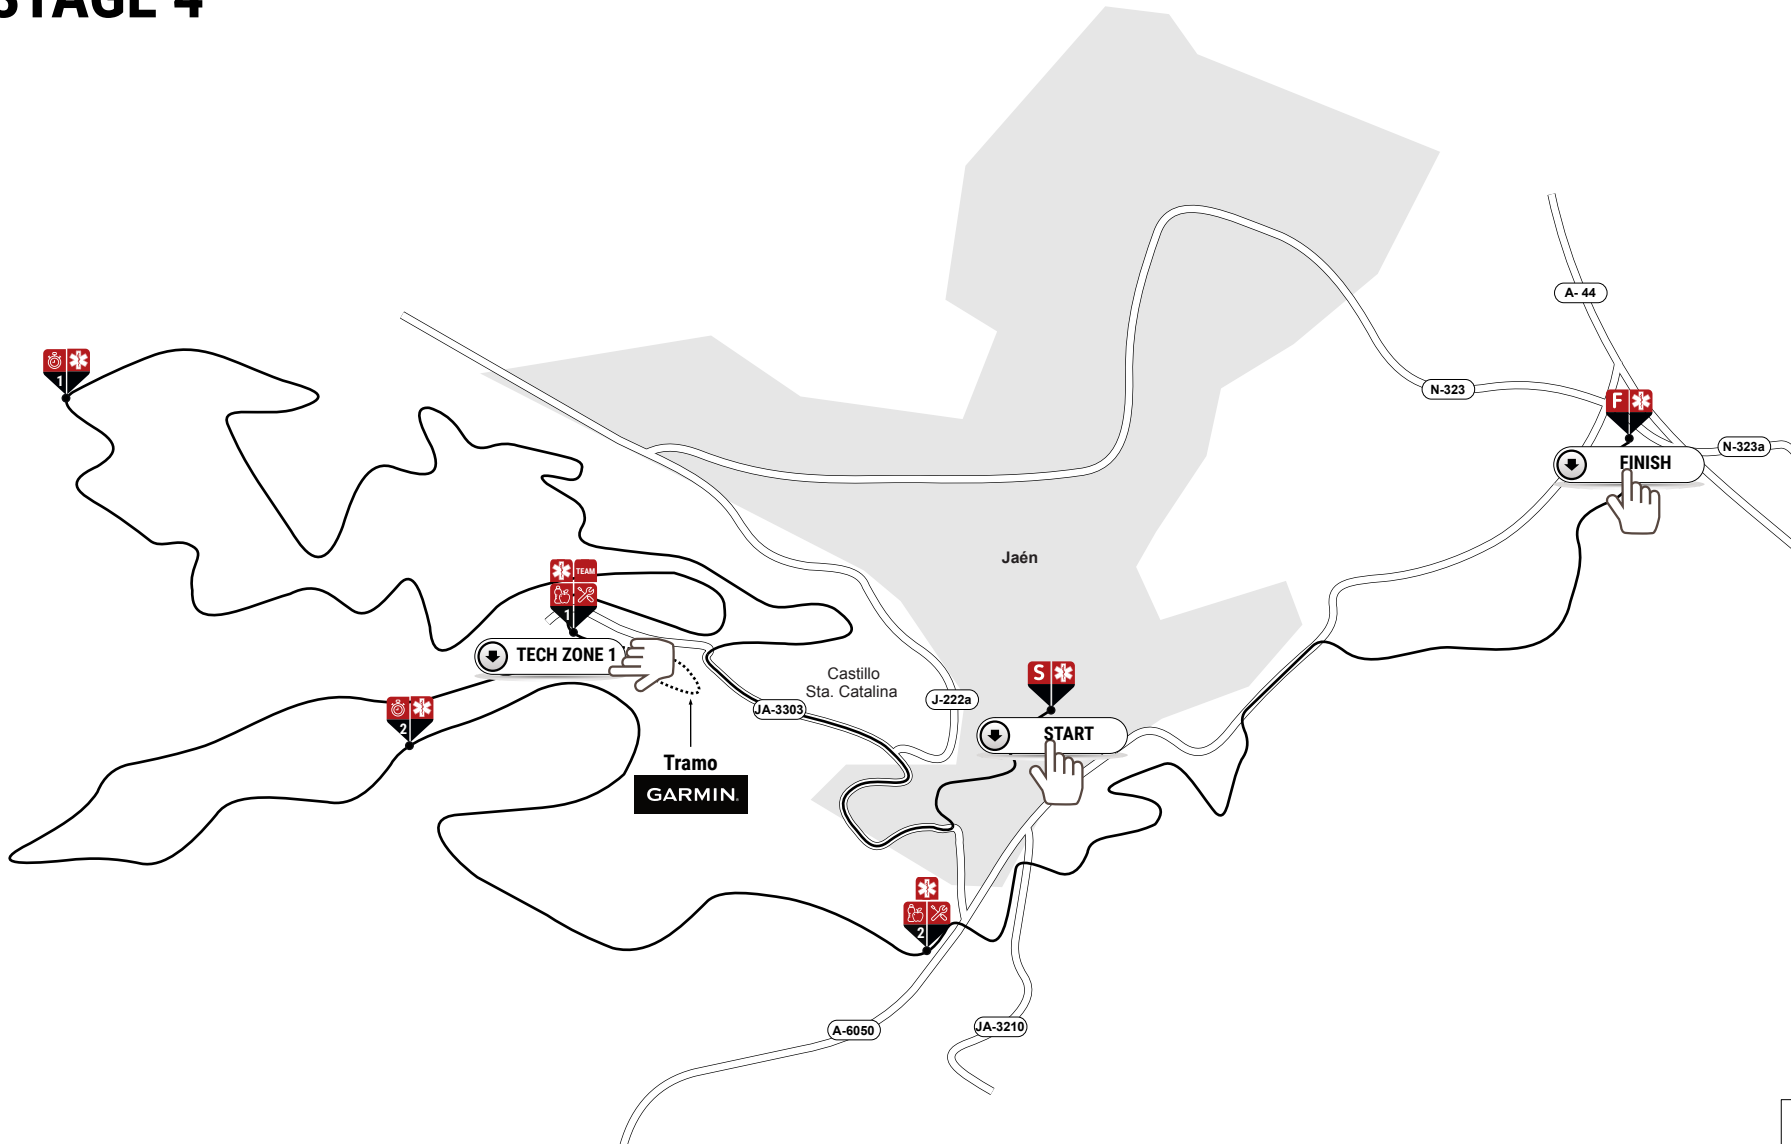 STAGE 4
A- 44
1
N-323
F
N-323a
FINISH
Jaén
TEAM
1
TECH ZONE 1
Castillo
Sta. Catalina
S
J-222a
JA-3303
2
START
Tramo
GARMIN
2
A-6050
JA-3210